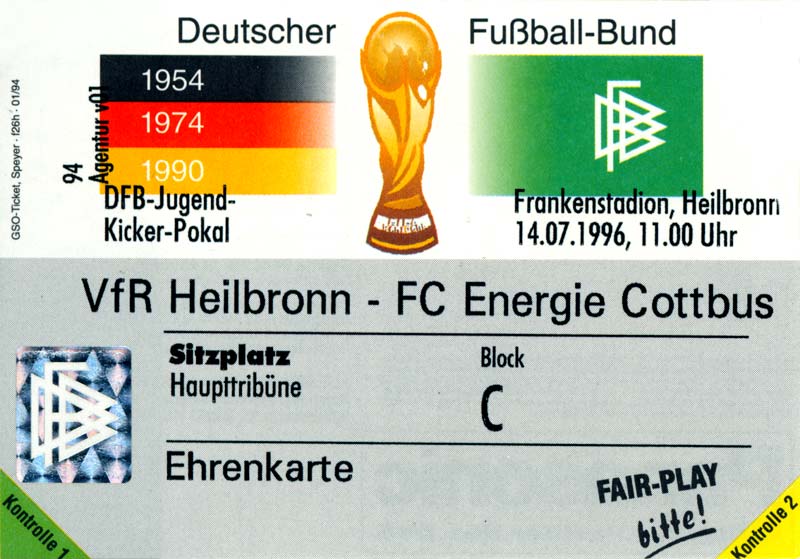 Deutscher Fußball-Bund
1954
1974
1990
94
Agentur v01
GSO-Ticket, Speyer · f26h · 01/94
DFB-Jugend-
Kicker-Pokal
Frankenstadion, Heilbronn
14.07.1996, 11.00 Uhr
VfR Heilbronn - FC Energie Cottbus
Sitzplatz
Haupttribüne
Block
C
Ehrenkarte
FAIR-PLAY
bitte!
Kontrolle 1
Kontrolle 2